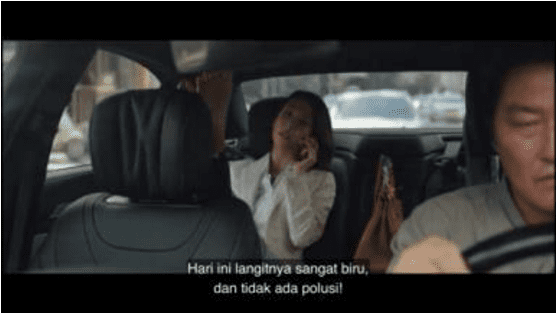 Hari ini langitnya sangat biru,
dan tidak ada polusi!